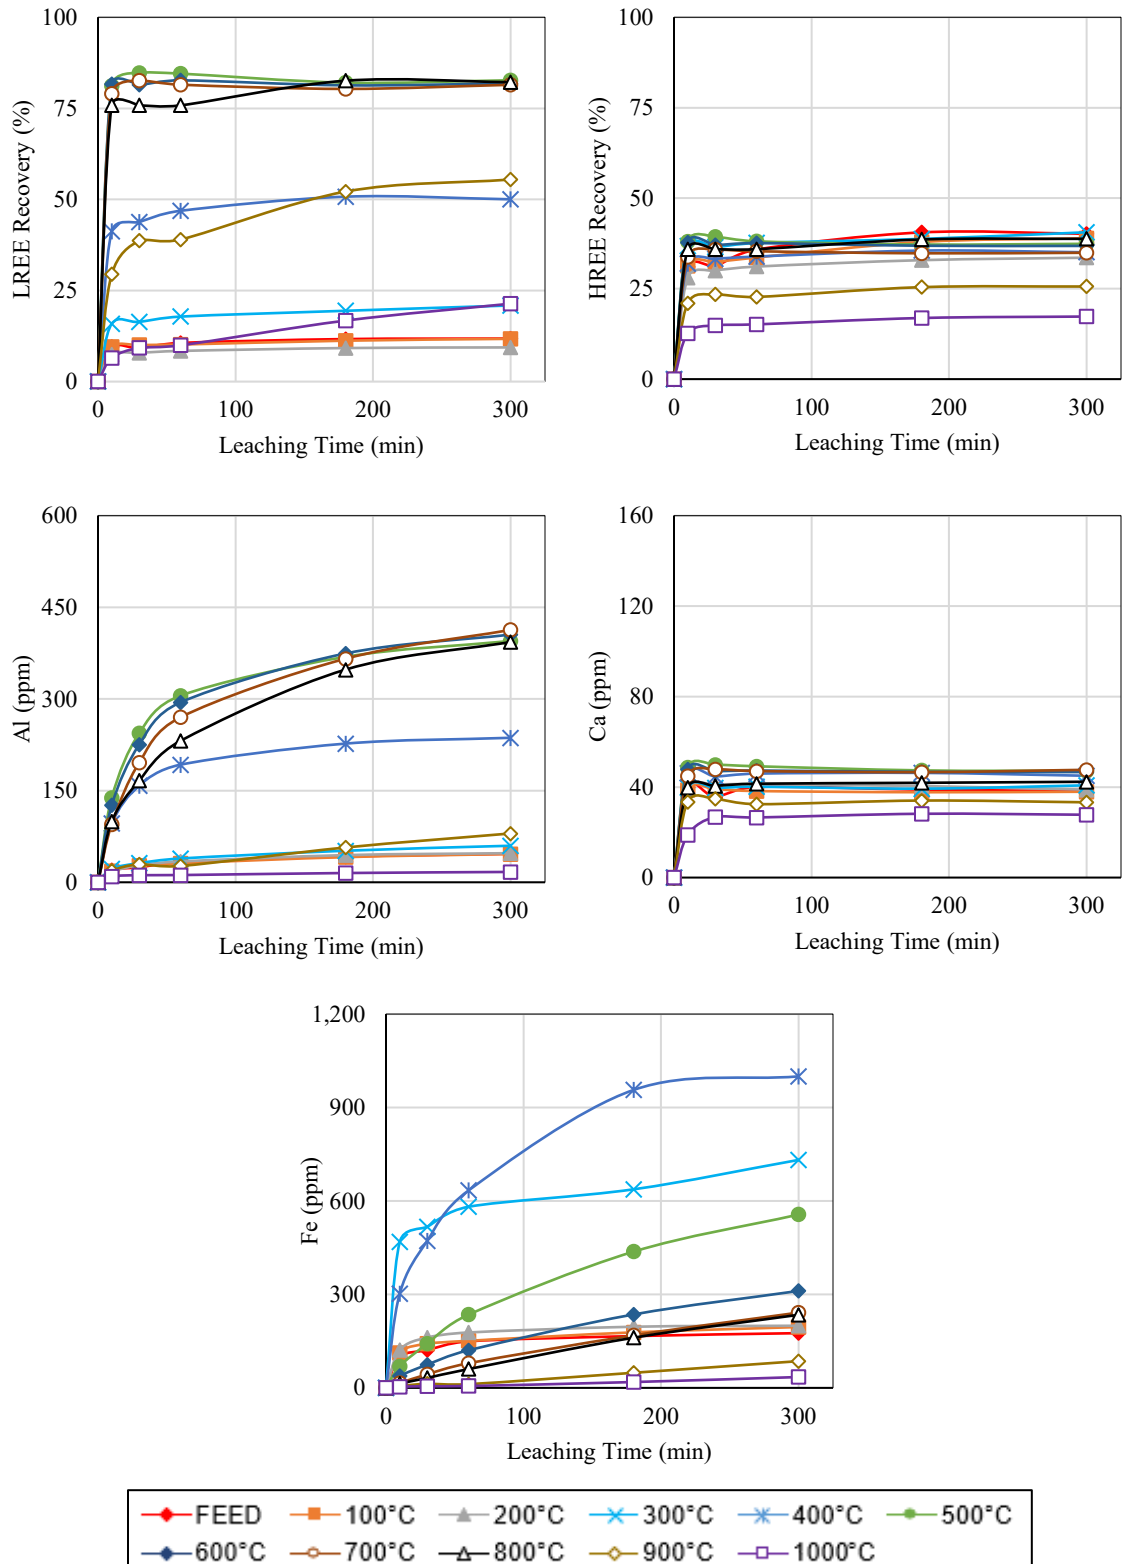 100
75
50
25
0
LREE Recovery (%)
0 100 200 300
Leaching Time (min)
100
75
50
25
0
HREE Recovery (%)
0 100 200 300
Leaching Time (min)
600
450
300
150
0
Al (ppm)
0 100 200 300
Leaching Time (min)
160
120
80
40
0
Ca (ppm)
0 100 200 300
Leaching Time (min)
1,200
900
600
300
0
Fe (ppm)
0 100 200 300
Leaching Time (min)
FEED 100°C 200°C 300°C 400°C 500°C
600°C 700°C 800°C 900°C 1000°C